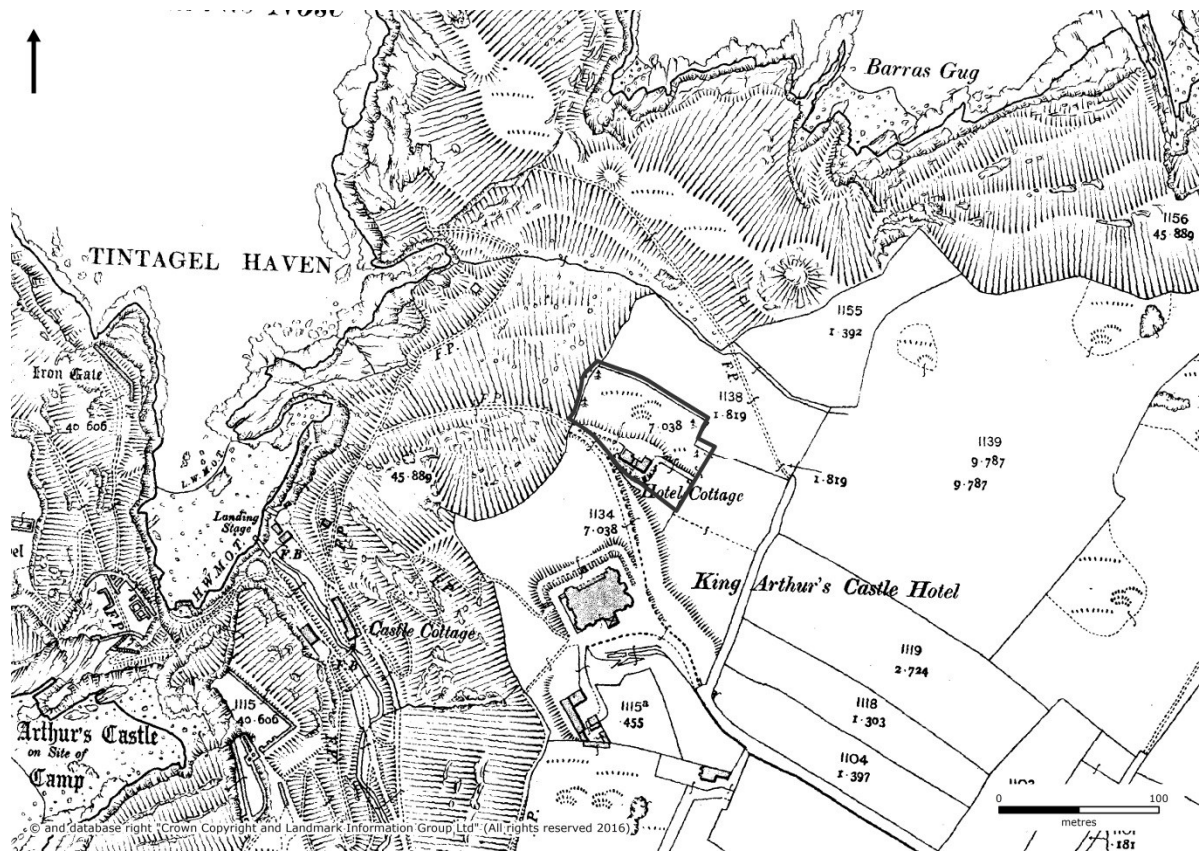 Barras Gug
1156
45·889
TINTAGEL HAVEN
1155
1·392
Iron Gate
40·606
F.P.
F.P.
1138
1·819
7·038
1139
9·787
9·787
1·819
L.W.M.O.T.
45·889
Hotel Cottage
Landing
Stage
1134
7·038
H.W.M.O.T.
F.B
F.P.
King Arthur's Castle Hotel
F.P.
Castle Cottage
1119
2·724
F.B
1115
40·606
1115ª
·455
1118
1·303
Arthur's Castle
on Site of
Camp
1104
1·397
0 100
metres
© and database right "Crown Copyright and Landmark Information Group Ltd" (All rights reserved 2016)
·181